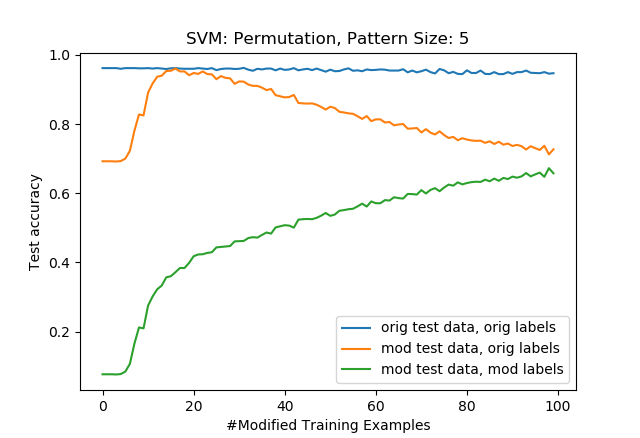 SVM: Permutation, Pattern Size: 5
1.0
0.8
0.6
0.4
0.2
Test accuracy
0
20
40
60
80
100
#Modified Training Examples
orig test data, orig labels
mod test data, orig labels
mod test data, mod labels